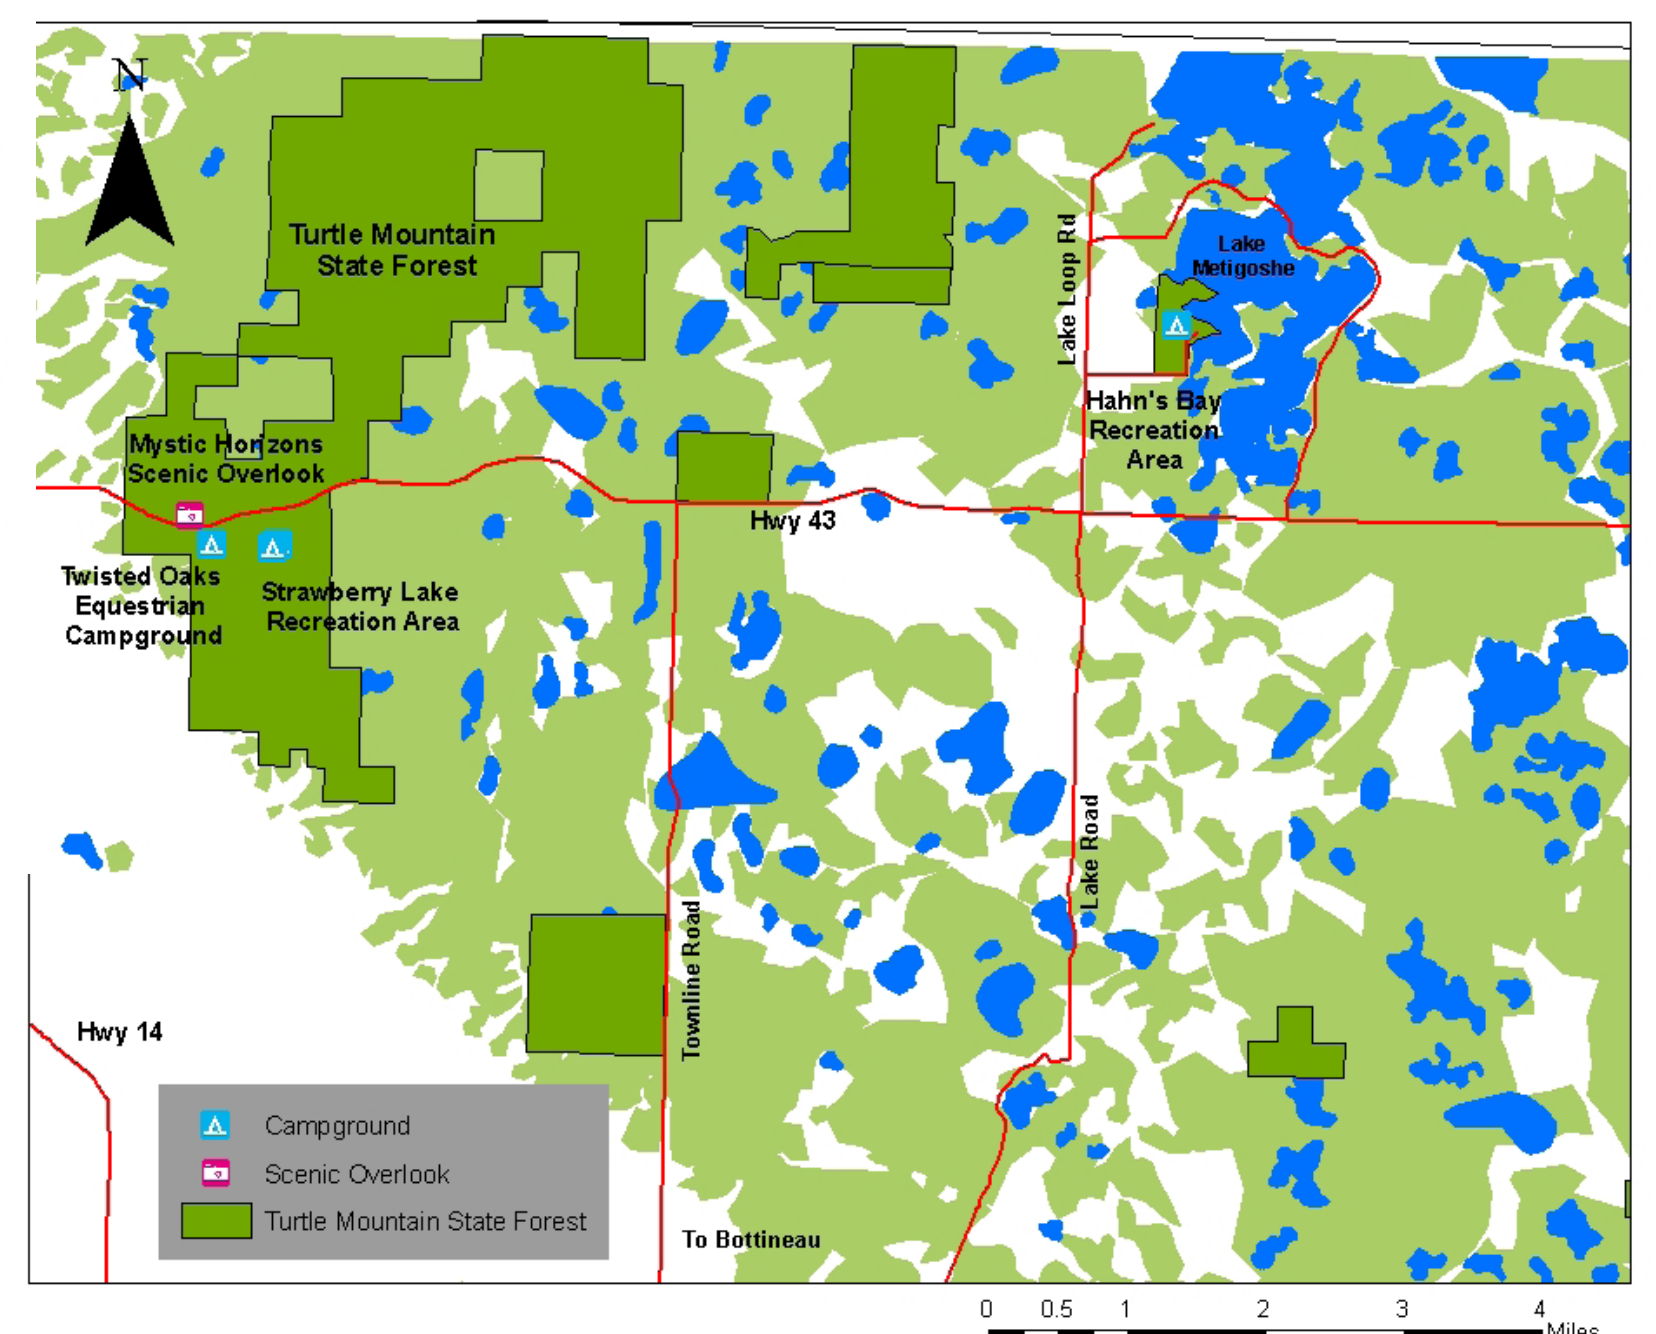 N
Turtle Mountain
State Forest
Lake Loop Rd
Lake
Metigoshe
Hahn's Bay
Recreation
Area
Mystic Horizons
Scenic Overlook
Hwy 43
Twisted Oaks
Equestrian
Campground
Strawberry Lake
Recreation Area
Lake Road
Townline Road
Hwy 14
Campground
Scenic Overlook
Turtle Mountain State Forest
To Bottineau
0 0.5 1 2 3 4
Miles